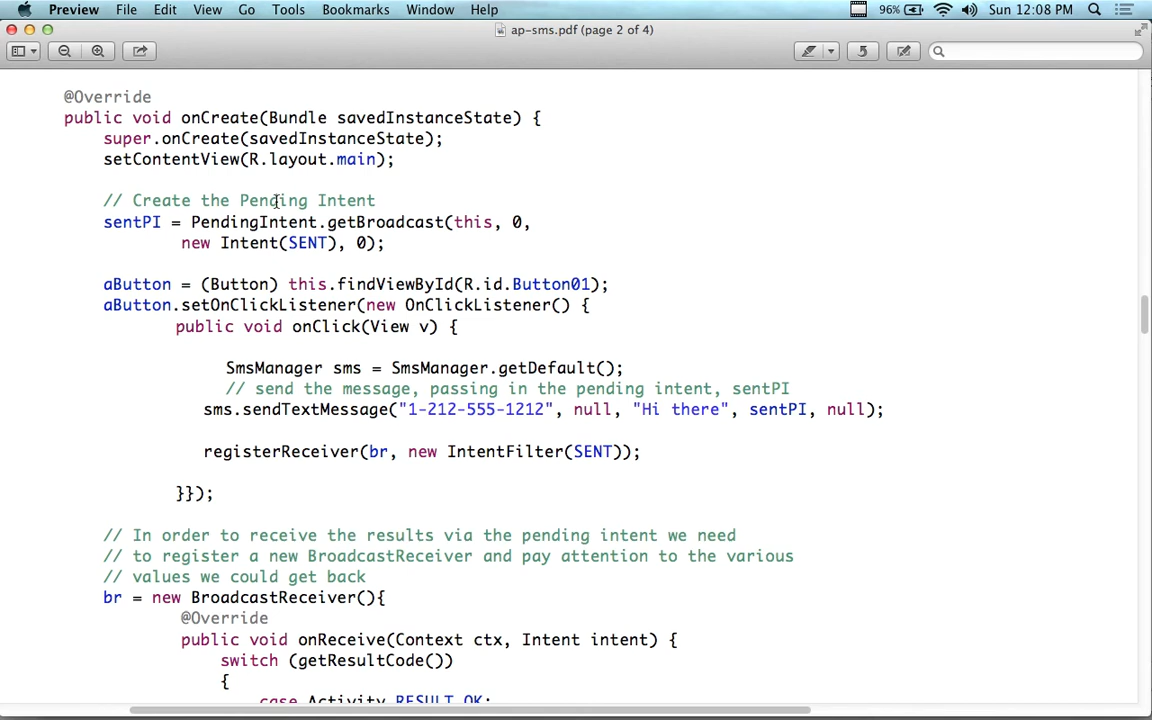 Preview File Edit View Go Tools Bookmarks Window Help 96% Sun 12:08 PM
ap-sms.pdf (page 2 of 4)
@Override
public void onCreate(Bundle savedInstanceState) {
super.onCreate(savedInstanceState);
setContentView(R.layout.main);
// Create the Pending Intent
sentPI = PendingIntent.getBroadcast(this, 0,
new Intent(SENT), 0);
aButton = (Button) this.findViewById(R.id.Button01);
aButton.setOnClickListener(new OnClickListener() {
public void onClick(View v) {
SmsManager sms = SmsManager.getDefault();
// send the message, passing in the pending intent, sentPI
sms.sendTextMessage("1-212-555-1212", null, "Hi there", sentPI, null);
registerReceiver(br, new IntentFilter(SENT));
}});
// In order to receive the results via the pending intent we need
// to register a new BroadcastReceiver and pay attention to the various
// values we could get back
br = new BroadcastReceiver(){
@Override
public void onReceive(Context ctx, Intent intent) {
switch (getResultCode())
{
case Activity.RESULT_OK: